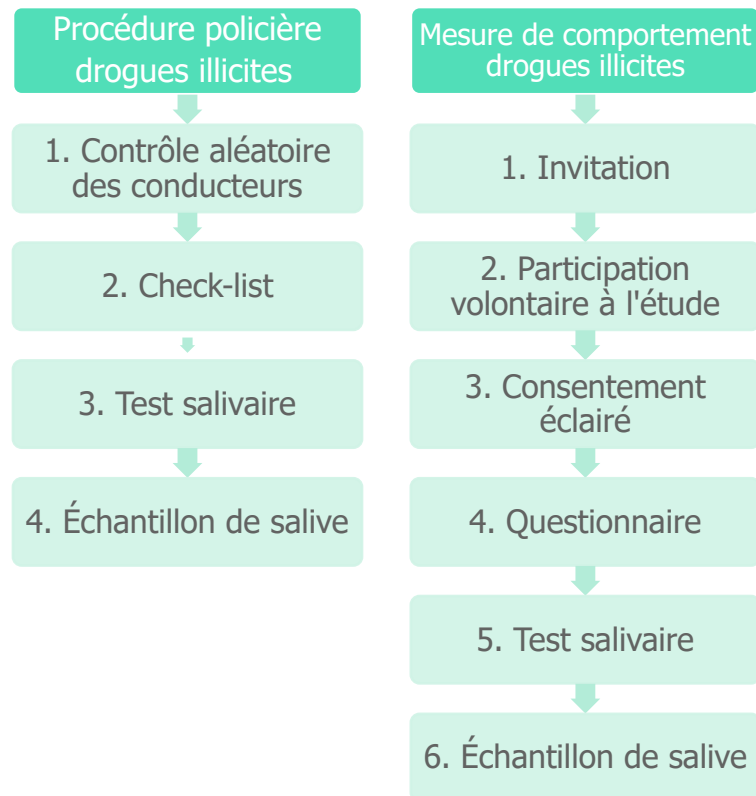 Procédure policière
drogues illicites
1. Contrôle aléatoire
des conducteurs
2. Check-list
3. Test salivaire
4. Échantillon de salive
Mesure de comportement
drogues illicites
1. Invitation
2. Participation
volontaire à l'étude
3. Consentement
éclairé
4. Questionnaire
5. Test salivaire
6. Échantillon de salive